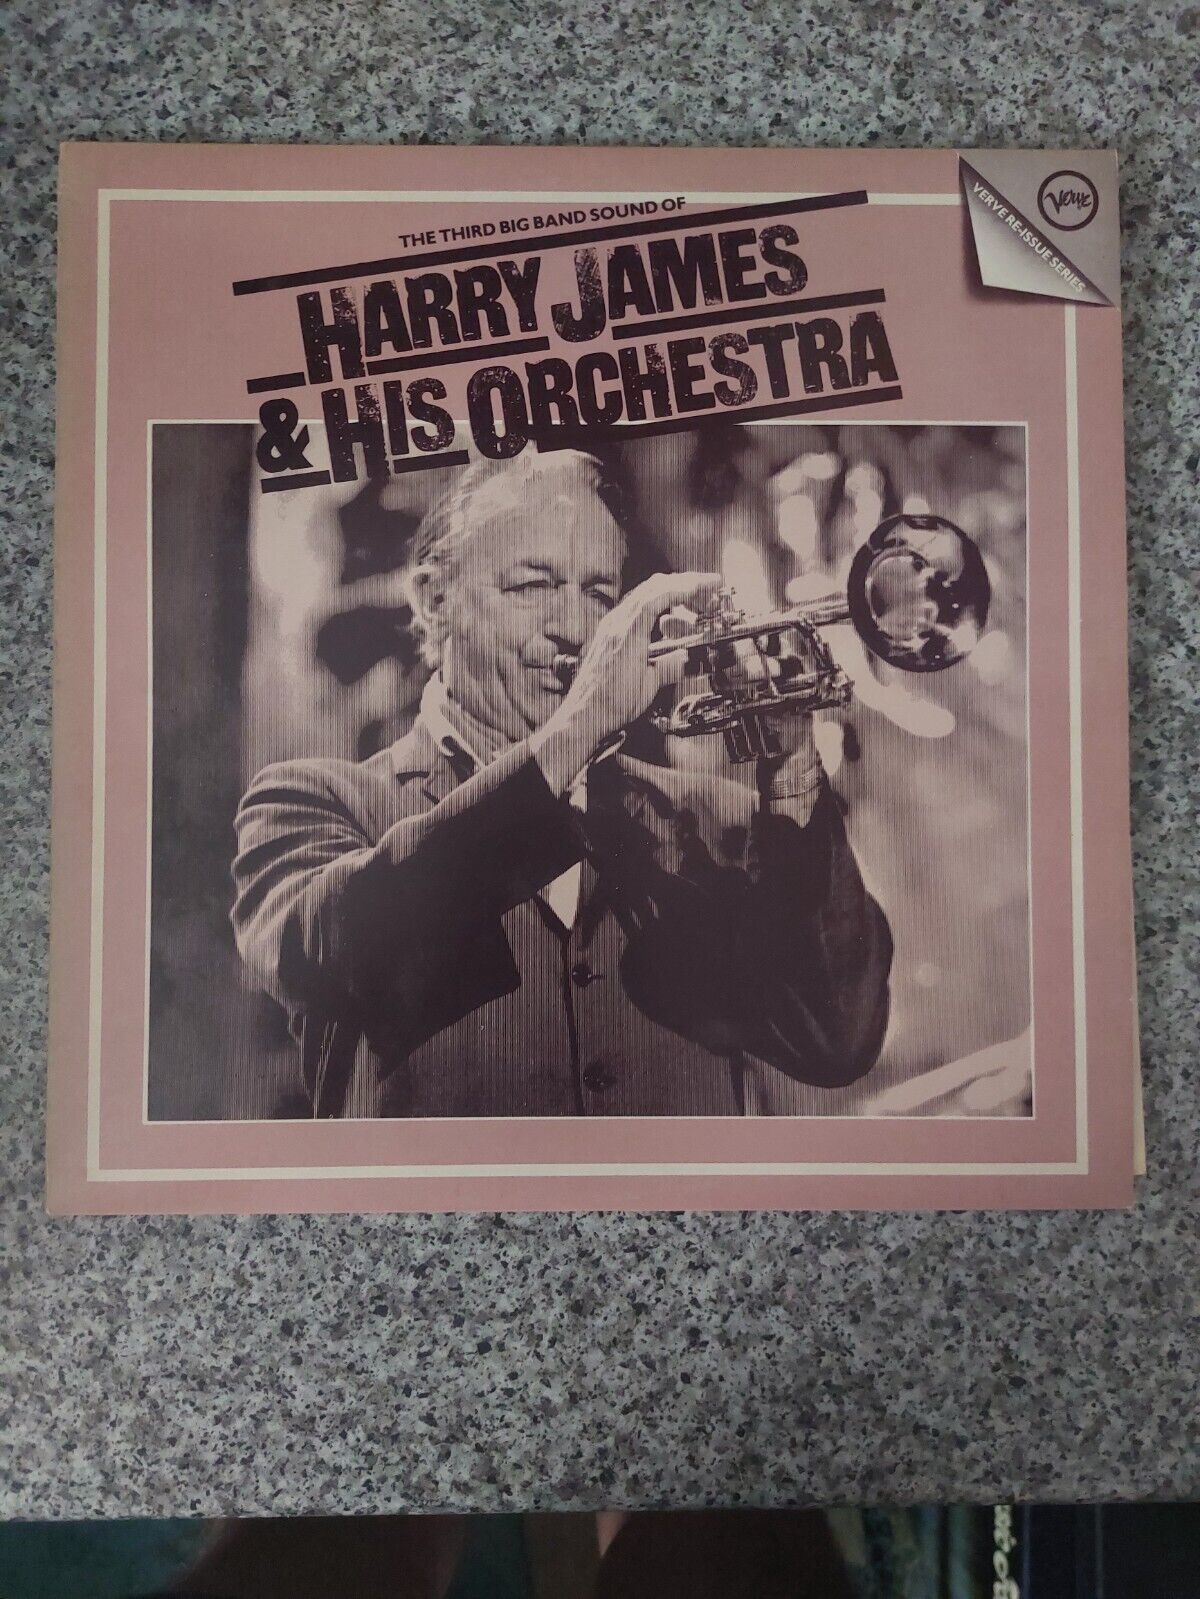 THE THIRD BIG BAND SOUND OF
HARRY JAMES
& HIS ORCHESTRA
Verve
VERVE RE-ISSUE SERIES